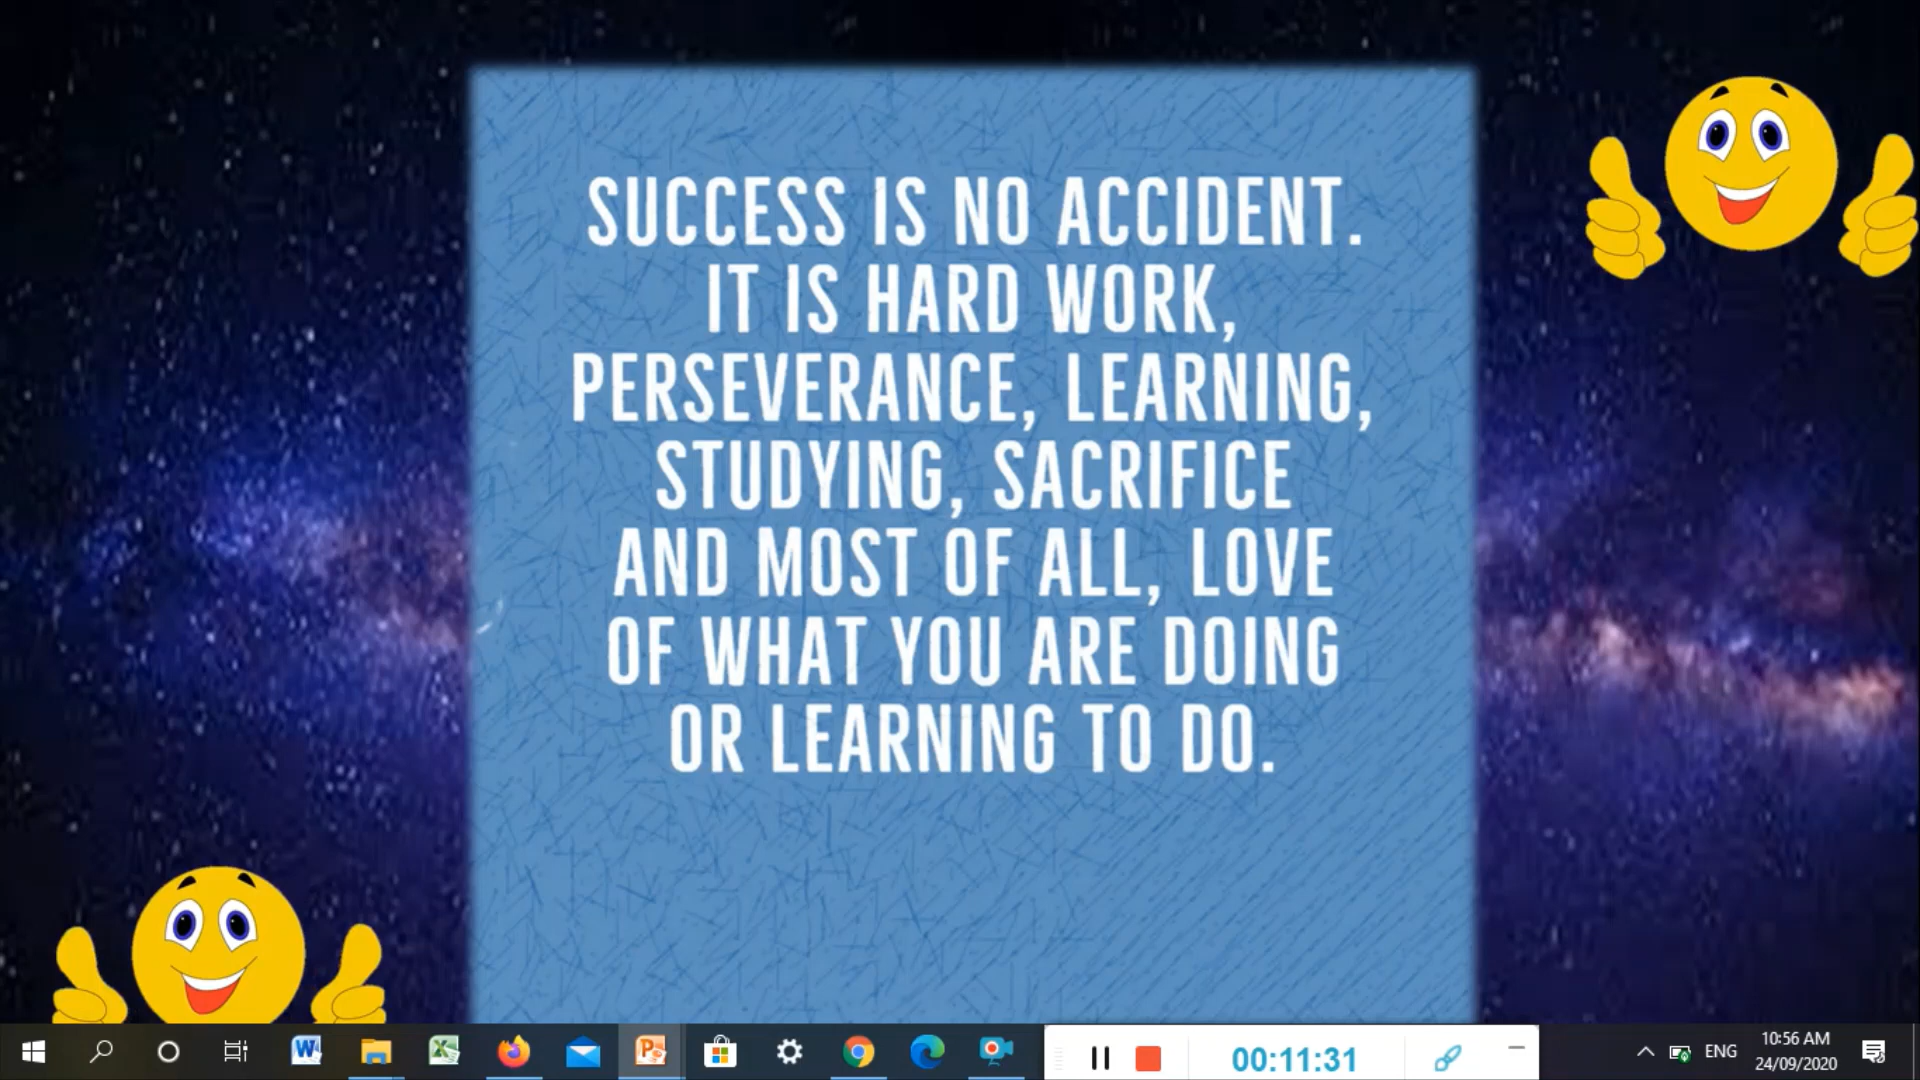 SUCCESS IS NO ACCIDENT.
IT IS HARD WORK,
PERSEVERANCE, LEARNING,
STUDYING, SACRIFICE
AND MOST OF ALL, LOVE
OF WHAT YOU ARE DOING
OR LEARNING TO DO.
00:11:31
ENG
10:56 AM
24/09/2020